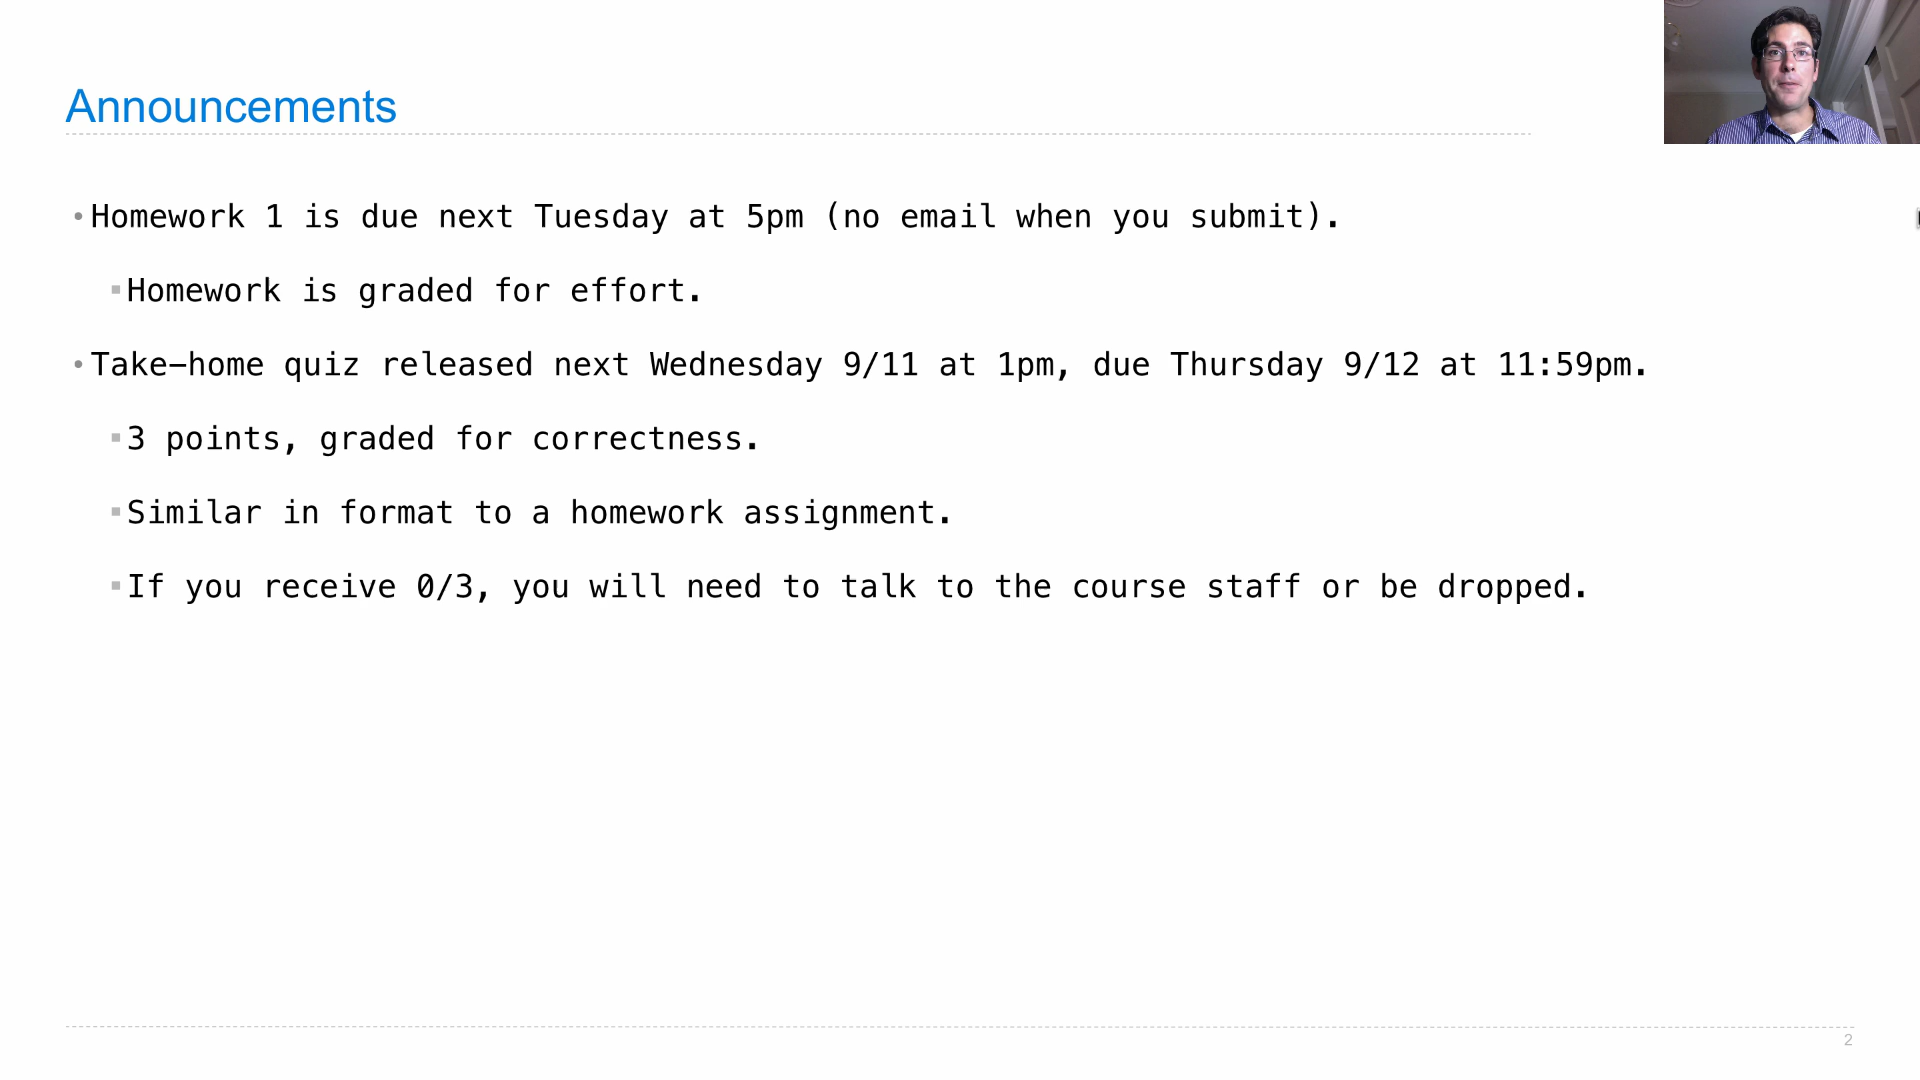 Announcements
Homework 1 is due next Tuesday at 5pm (no email when you submit).
Homework is graded for effort.
Take-home quiz released next Wednesday 9/11 at 1pm, due Thursday 9/12 at 11:59pm.
3 points, graded for correctness.
Similar in format to a homework assignment.
If you receive 0/3, you will need to talk to the course staff or be dropped.
2